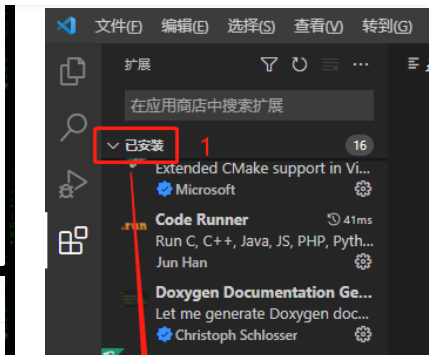 文件(F) 编辑(E) 选择(S) 查看(V) 转到(G)
扩展
在应用商店中搜索扩展
已安装 1 16
Extended CMake support in Vi...
Microsoft
.run Code Runner 41ms
Run C, C++, Java, JS, PHP, Pyth...
Jun Han
Doxygen Documentation Ge...
Let me generate Doxygen doc...
Christoph Schlosser